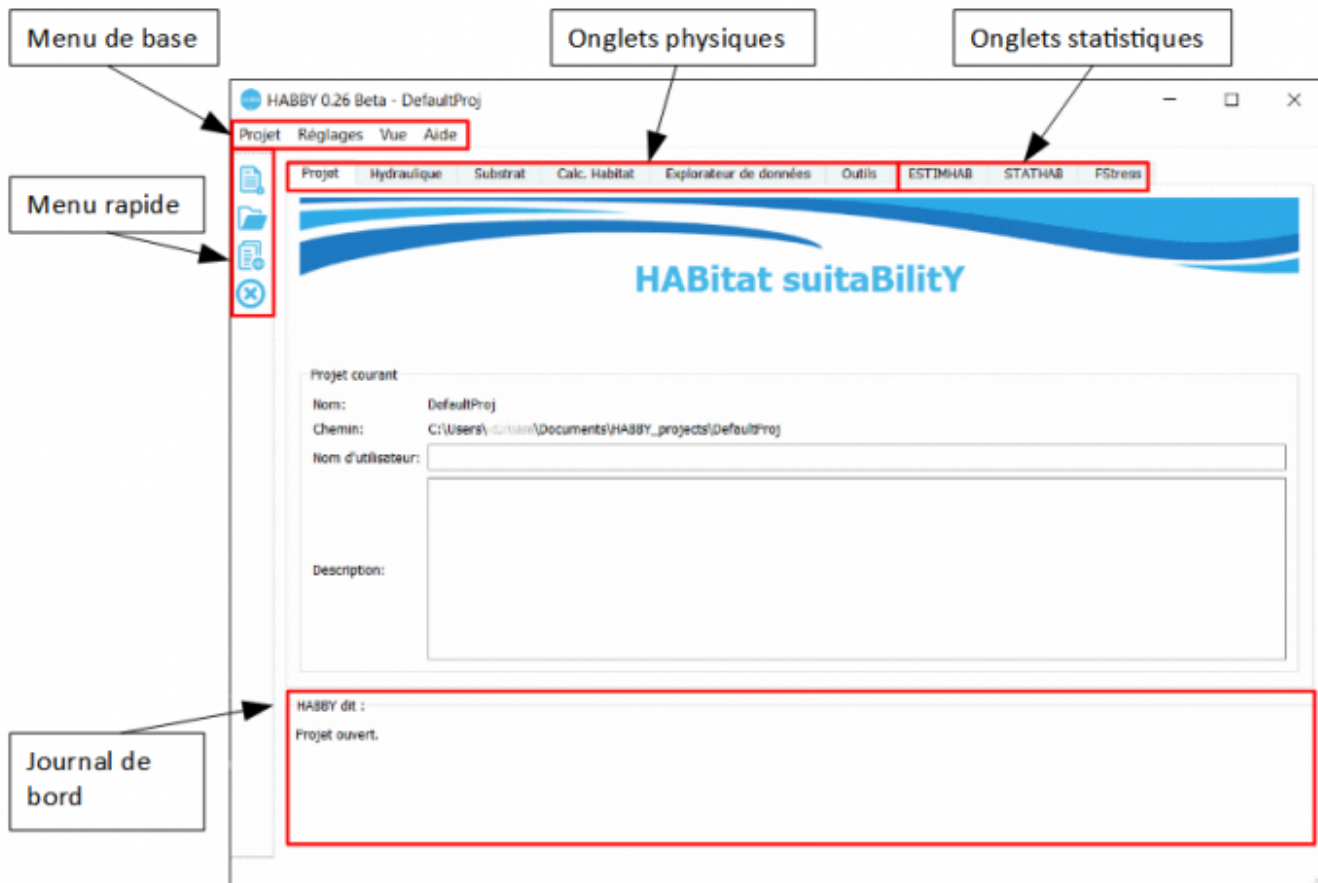 Menu de base
Onglets physiques
Onglets statistiques
HABBY 0.26 Beta - DefaultProj
Projet Réglages Vue Aide
Projet Hydraulique Substrat Calc. Habitat Explorateur de données Outils ESTIMHAB STATHAB FStress
Menu rapide
HABitat suitaBilitY
Projet courant
Nom: DefaultProj
Chemin: C:\Users\ \Documents\HABBY_projects\DefaultProj
Nom d'utilisateur:
Description:
HABBY dit :
Projet ouvert.
Journal de
bord